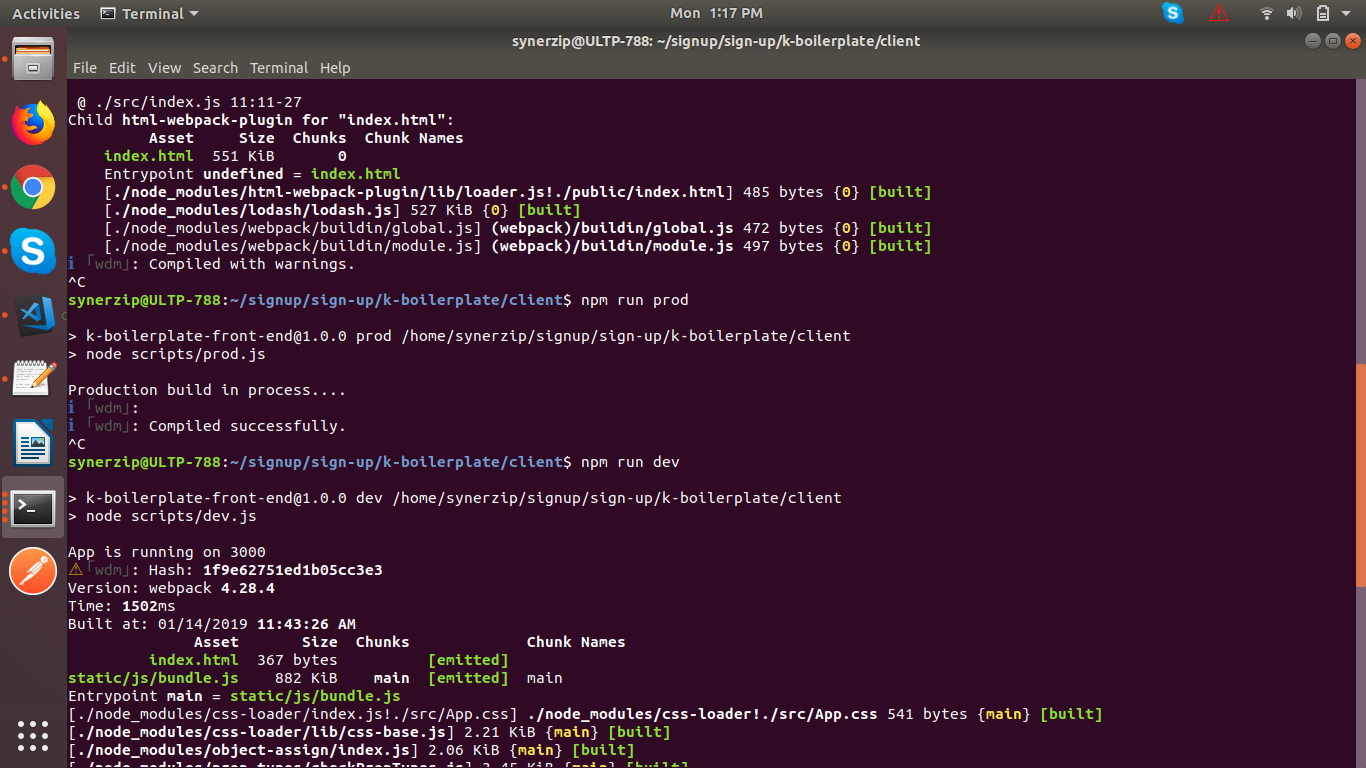 Activities Terminal Mon 1:17 PM
synerzip@ULTP-788: ~/signup/sign-up/k-boilerplate/client
File Edit View Search Terminal Help
@ ./src/index.js 11:11-27
Child html-webpack-plugin for "index.html":
Asset Size Chunks Chunk Names
index.html 551 KiB 0
Entrypoint undefined = index.html
[./node_modules/html-webpack-plugin/lib/loader.js!./public/index.html] 485 bytes {0} [built]
[./node_modules/lodash/lodash.js] 527 KiB {0} [built]
[./node_modules/webpack/buildin/global.js] (webpack)/buildin/global.js 472 bytes {0} [built]
[./node_modules/webpack/buildin/module.js] (webpack)/buildin/module.js 497 bytes {0} [built]
ℹ 「wdm」: Compiled with warnings.
^C
synerzip@ULTP-788:~/signup/sign-up/k-boilerplate/client$ npm run prod
> k-boilerplate-front-end@1.0.0 prod /home/synerzip/signup/sign-up/k-boilerplate/client
> node scripts/prod.js
Production build in process....
ℹ 「wdm」:
ℹ 「wdm」: Compiled successfully.
^C
synerzip@ULTP-788:~/signup/sign-up/k-boilerplate/client$ npm run dev
> k-boilerplate-front-end@1.0.0 dev /home/synerzip/signup/sign-up/k-boilerplate/client
> node scripts/dev.js
App is running on 3000
⚠ 「wdm」: Hash: 1f9e62751ed1b05cc3e3
Version: webpack 4.28.4
Time: 1502ms
Built at: 01/14/2019 11:43:26 AM
Asset Size Chunks Chunk Names
index.html 367 bytes [emitted]
static/js/bundle.js 882 KiB main [emitted] main
Entrypoint main = static/js/bundle.js
[./node_modules/css-loader/index.js!./src/App.css] ./node_modules/css-loader!./src/App.css 541 bytes {main} [built]
[./node_modules/css-loader/lib/css-base.js] 2.21 KiB {main} [built]
[./node_modules/object-assign/index.js] 2.06 KiB {main} [built]
[./node_modules/prop-types/checkPropTypes.js] 3.45 KiB {main} [built]